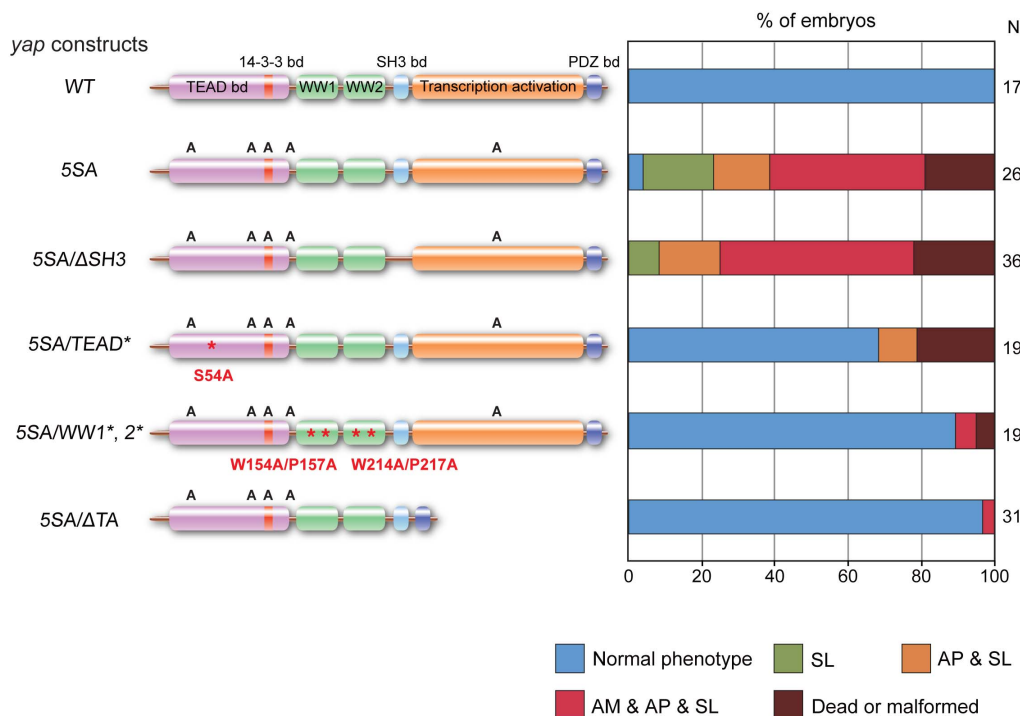 % of embryos
N
yap constructs
14-3-3 bd
SH3 bd
PDZ bd
WT
TEAD bd
WW1
WW2
Transcription activation
17
A
A
A
A
A
5SA
26
A
A
A
A
A
5SA/ΔSH3
36
A
A
A
A
A
5SA/TEAD*
*
19
S54A
A
A
A
A
A
5SA/WW1*, 2*
* *
* *
19
W154A/P157A
W214A/P217A
A
A
A
A
5SA/ΔTA
31
0
20
40
60
80
100
Normal phenotype
SL
AP & SL
AM & AP & SL
Dead or malformed